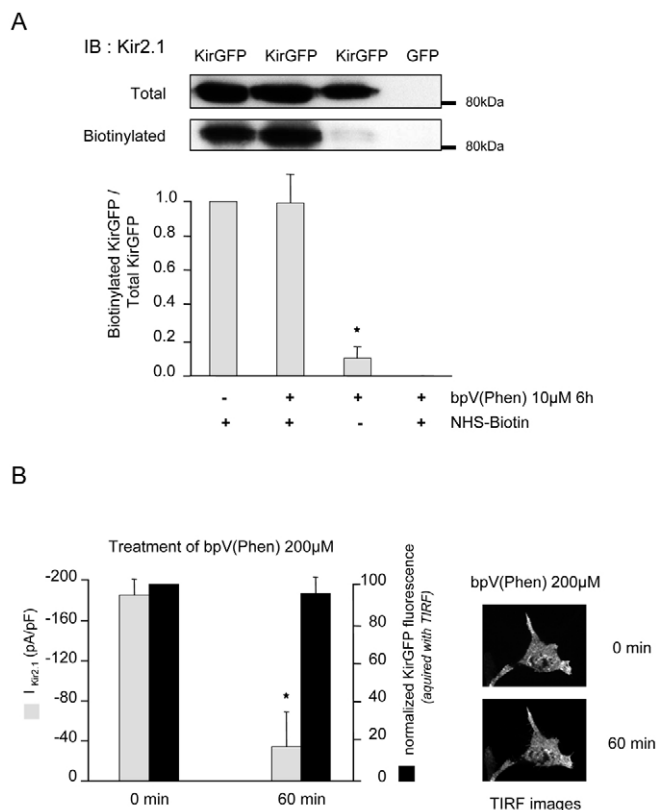 A
IB : Kir2.1
KirGFP KirGFP KirGFP GFP
Total
80kDa
Biotinylated
80kDa
Biotinylated KirGFP /
Total KirGFP
1.0
0.8
0.6
0.4
0.2
0.0
*
- + + + bpV(Phen) 10µM 6h
+ + - + NHS-Biotin
B
Treatment of bpV(Phen) 200µM
I Kir2.1 (pA/pF)
-200
-160
-120
-80
-40
0
*
100
80
60
40
20
0
normalized KirGFP fluorescence
(aquired with TIRF)
0 min 60 min
bpV(Phen) 200µM
0 min
60 min
TIRF images